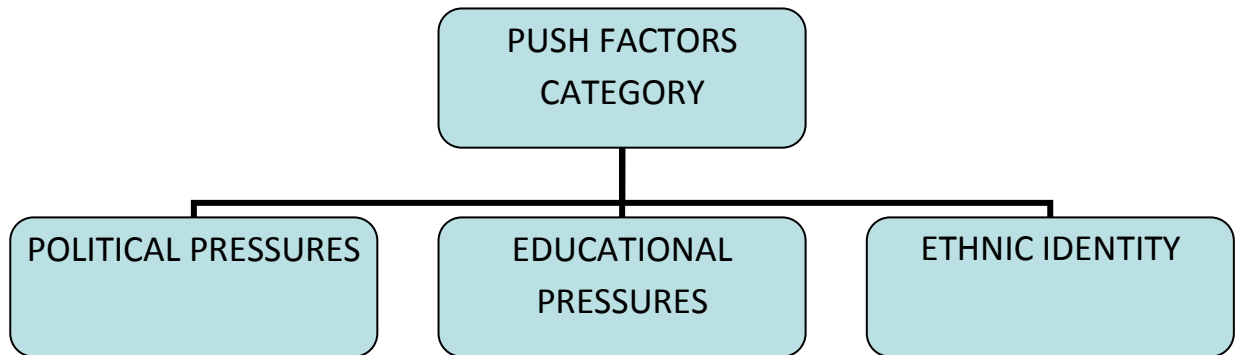 PUSH FACTORS
CATEGORY
POLITICAL PRESSURES
EDUCATIONAL
PRESSURES
ETHNIC IDENTITY